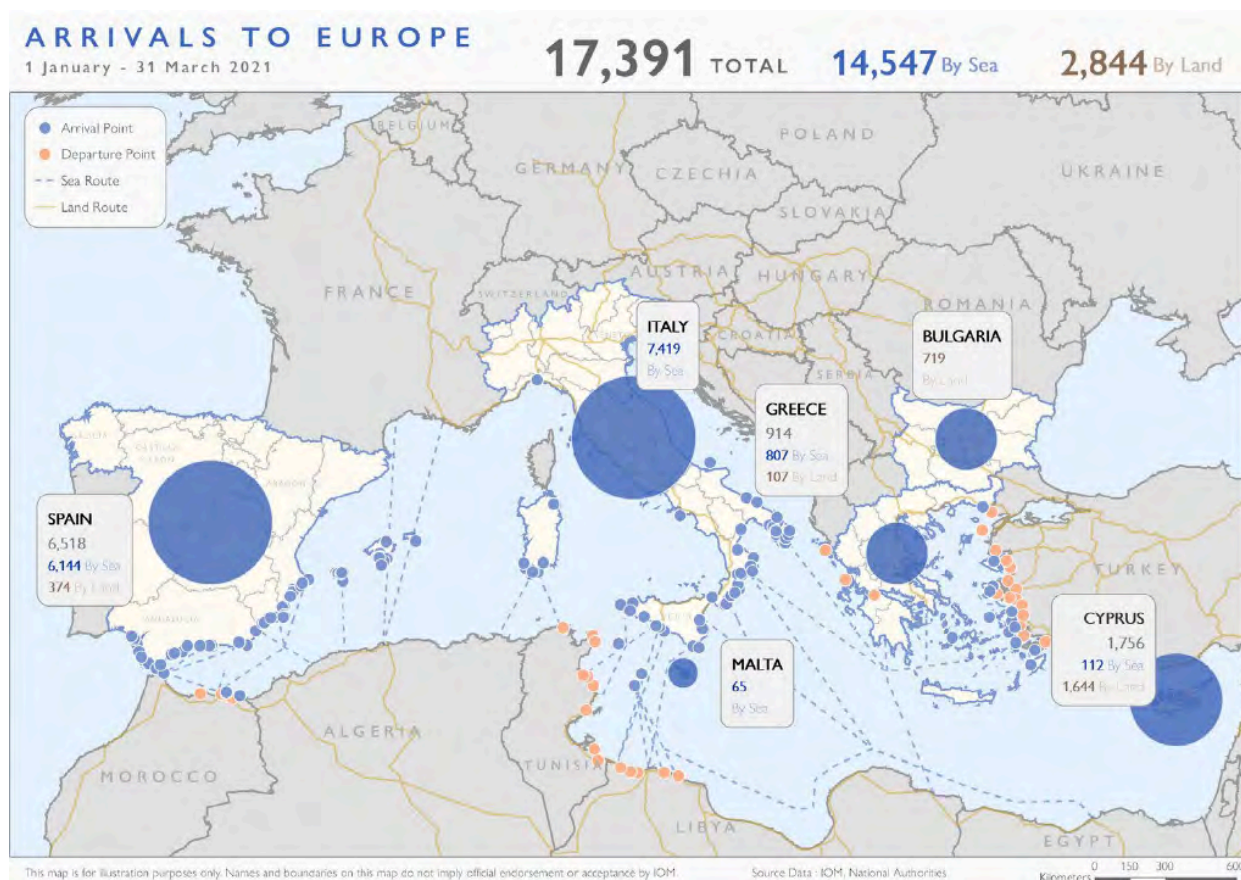 ARRIVALS TO EUROPE
1 January - 31 March 2021
17,391 TOTAL
14,547 By Sea
2,844 By Land
Arrival Point
Departure Point
Sea Route
Land Route
BELGIUM
GERMANY
POLAND
CZECHIA
UKRAINE
SLOVAKIA
FRANCE
SWITZERLAND
AUSTRIA
HUNGARY
ROMANIA
CROATIA
SERBIA
ITALY
7,419
By Sea
BULGARIA
719
By Land
GREECE
914
807 By Sea
107 By Land
SPAIN
6,518
6,144 By Sea
374 By Land
ARAGON
TURKEY
CYPRUS
1,756
112 By Sea
1,644 By Land
MALTA
65
By Sea
MOROCCO
ALGERIA
TUNISIA
LIBYA
EGYPT
This map is for illustration purposes only. Names and boundaries on this map do not imply official endorsement or acceptance by IOM.
Source Data : IOM, National Authorities
Kilometers
0 150 300